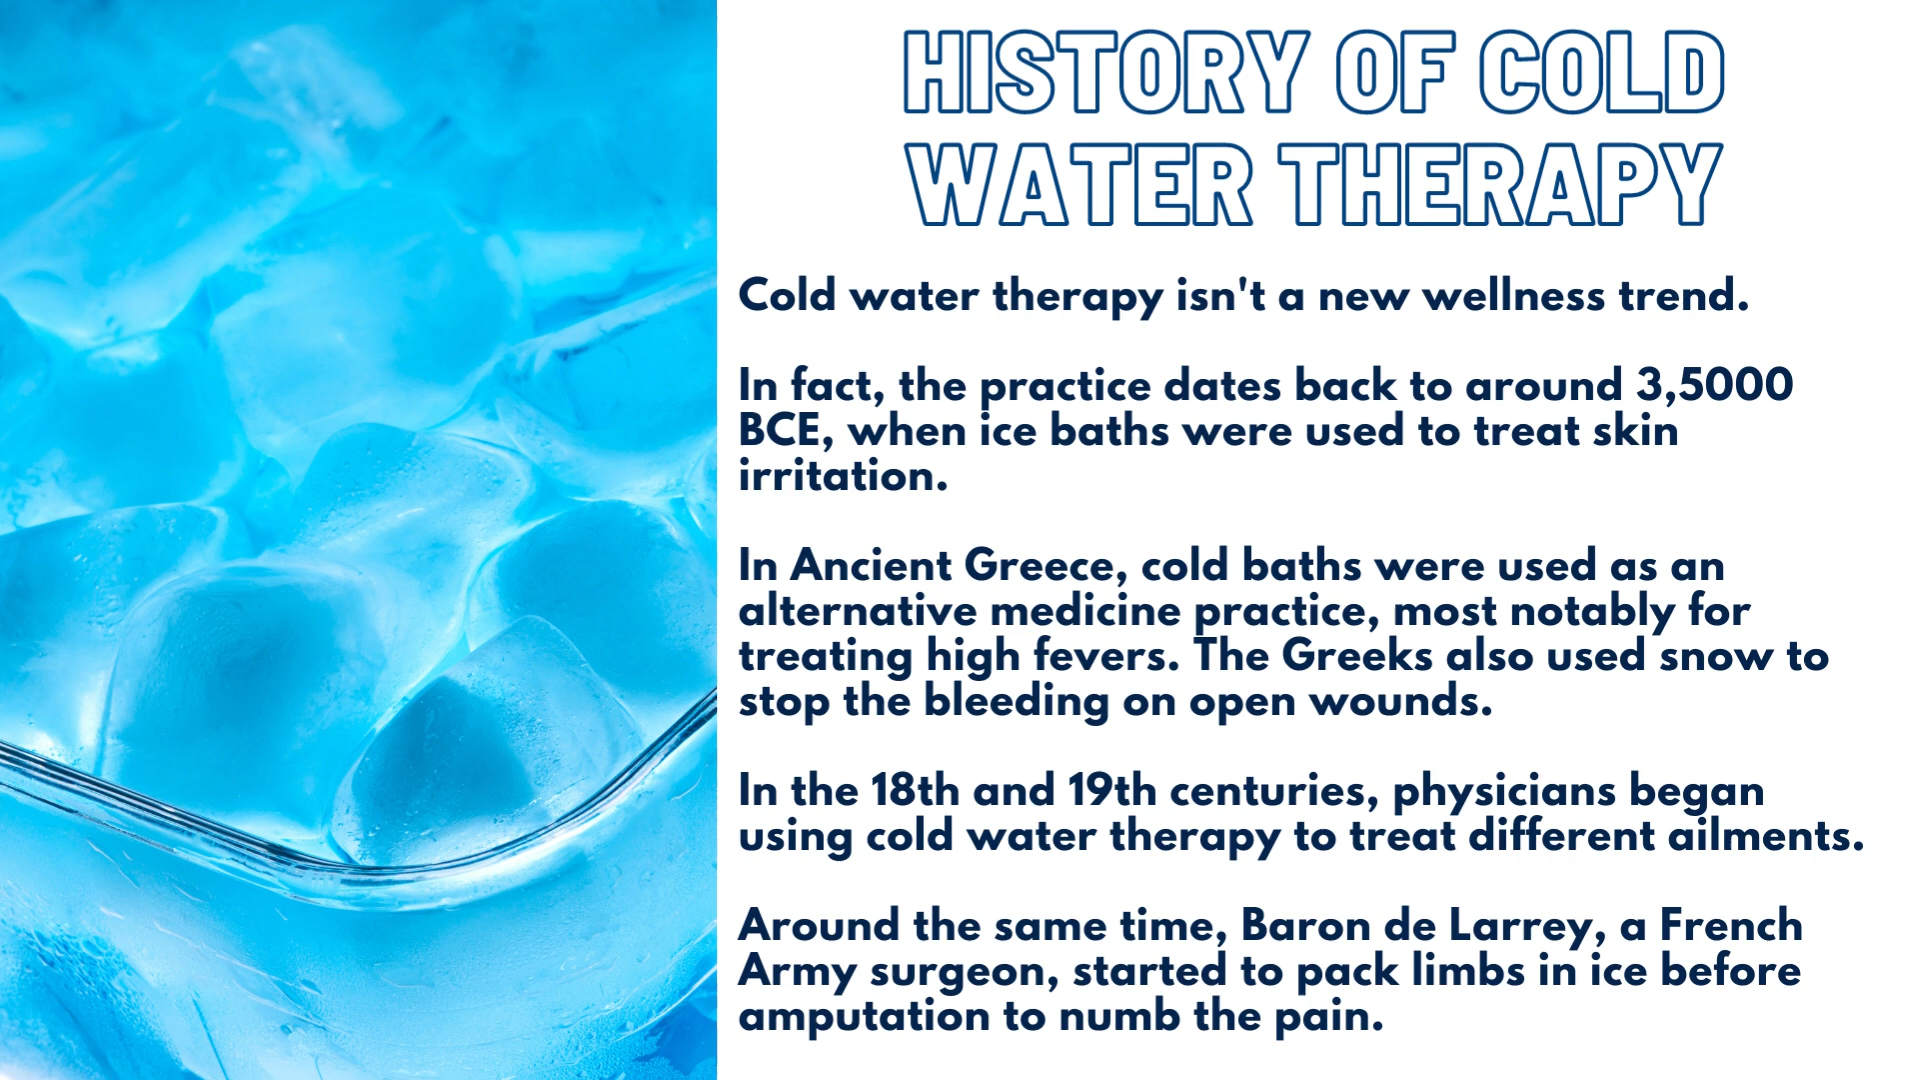 HISTORY OF COLD
WATER THERAPY
Cold water therapy isn't a new wellness trend.
In fact, the practice dates back to around 3,5000
BCE, when ice baths were used to treat skin
irritation.
In Ancient Greece, cold baths were used as an
alternative medicine practice, most notably for
treating high fevers. The Greeks also used snow to
stop the bleeding on open wounds.
In the 18th and 19th centuries, physicians began
using cold water therapy to treat different ailments.
Around the same time, Baron de Larrey, a French
Army surgeon, started to pack limbs in ice before
amputation to numb the pain.